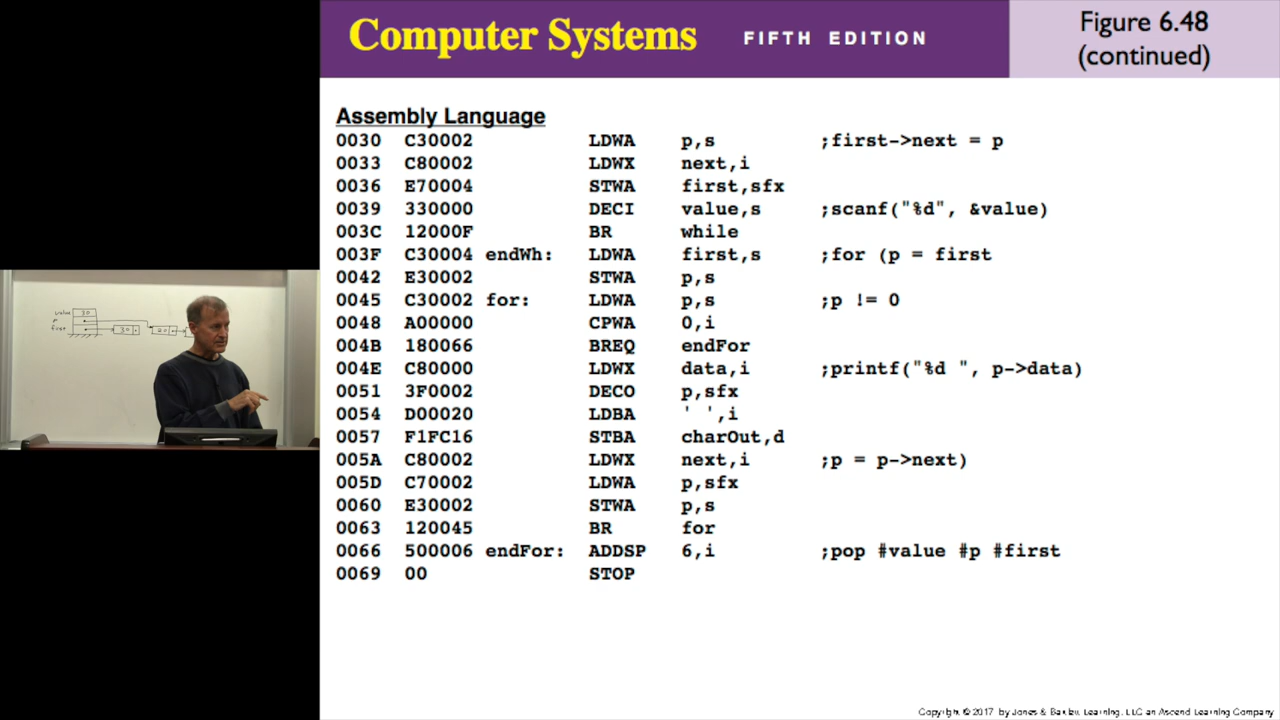 Computer Systems FIFTH EDITION
Figure 6.48
(continued)
Assembly Language
0030 C30002 LDWA p,s ;first->next = p
0033 C80002 LDWX next,i
0036 E70004 STWA first,sfx
0039 330000 DECI value,s ;scanf("%d", &value)
003C 12000F BR while
003F C30004 endWh: LDWA first,s ;for (p = first
0042 E30002 STWA p,s
0045 C30002 for: LDWA p,s ;p != 0
0048 A00000 CPWA 0,i
004B 180066 BREQ endFor
004E C80000 LDWX data,i ;printf("%d ", p->data)
0051 3F0002 DECO p,sfx
0054 D00020 LDBA ' ',i
0057 F1FC16 STBA charOut,d
005A C80002 LDWX next,i ;p = p->next)
005D C70002 LDWA p,sfx
0060 E30002 STWA p,s
0063 120045 BR for
0066 500006 endFor: ADDSP 6,i ;pop #value #p #first
0069 00 STOP
value 30
p
first 30 20
Copyright © 2017 by Jones & Bartlett Learning, LLC an Ascend Learning Company